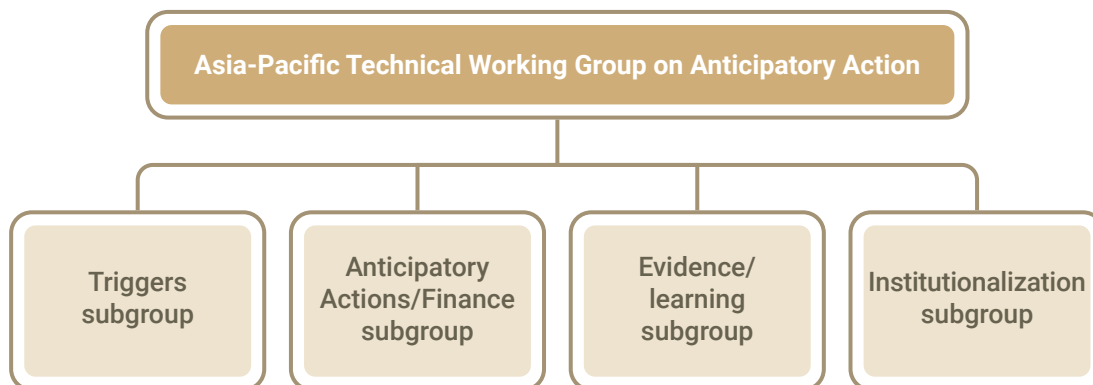 Asia-Pacific Technical Working Group on Anticipatory Action
Triggers
subgroup
Anticipatory
Actions/Finance
subgroup
Evidence/
learning
subgroup
Institutionalization
subgroup